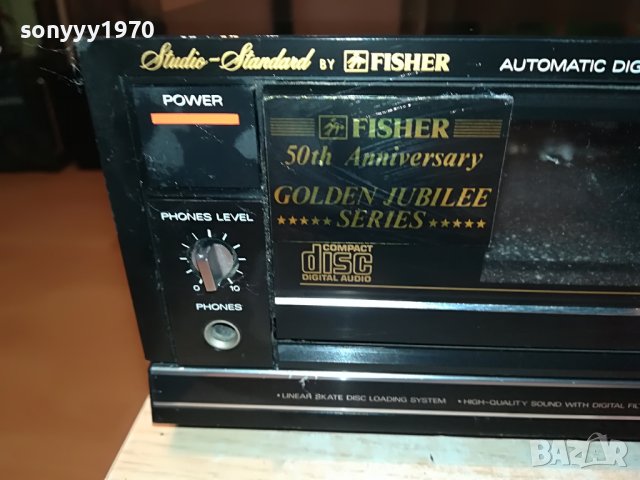 sonyyy1970
Studio-Standard BY FISHER
AUTOMATIC DIG
POWER
FISHER
50th Anniversary
GOLDEN JUBILEE
★★★★★ SERIES ★★★★★
PHONES LEVEL
0 10
COMPACT
disc
DIGITAL AUDIO
PHONES
• LINEAR SKATE DISC LOADING SYSTEM • HIGH-QUALITY SOUND WITH DIGITAL FIL
BAZAR